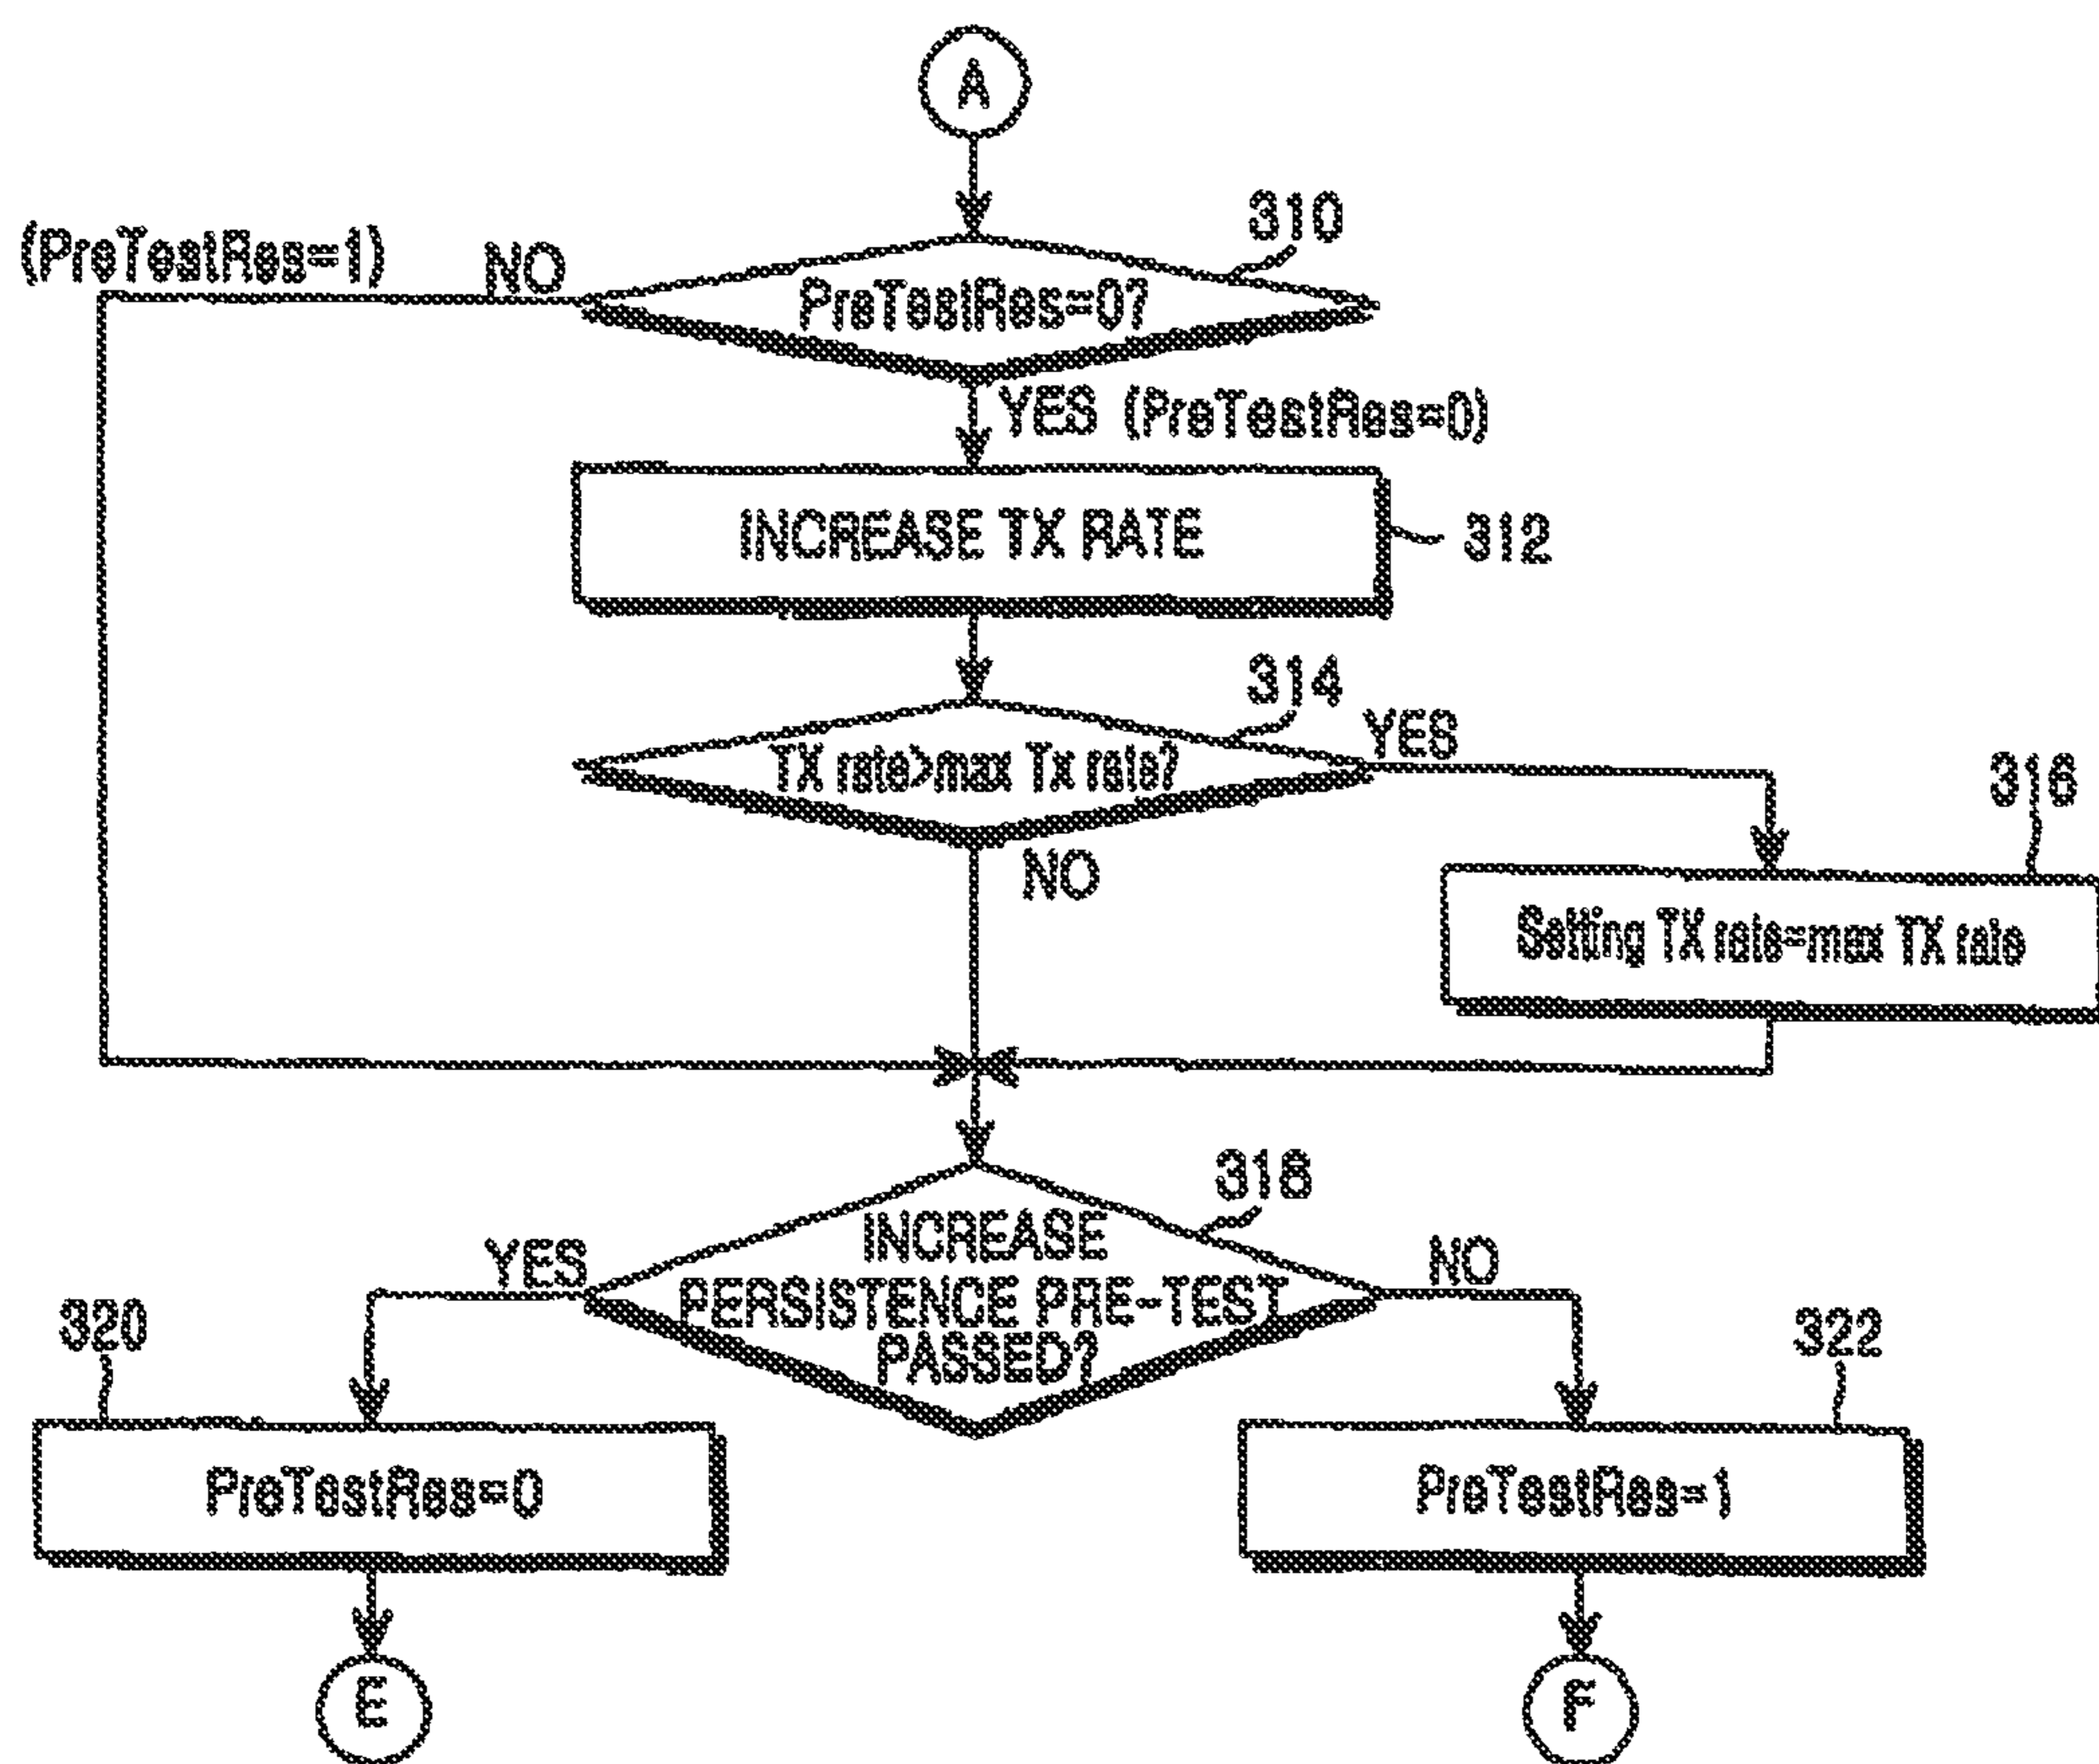 A
310
(PreTestRes=1) NO
PreTestRes=0?
YES (PreTestRes=0)
INCREASE TX RATE
312
314
TX rate>max Tx rate?
YES
316
NO
Setting TX rate=max TX rate
318
INCREASE
PERSISTENCE PRE-TEST
PASSED?
YES
NO
320
322
PreTestRes=0
PreTestRes=1
E
F